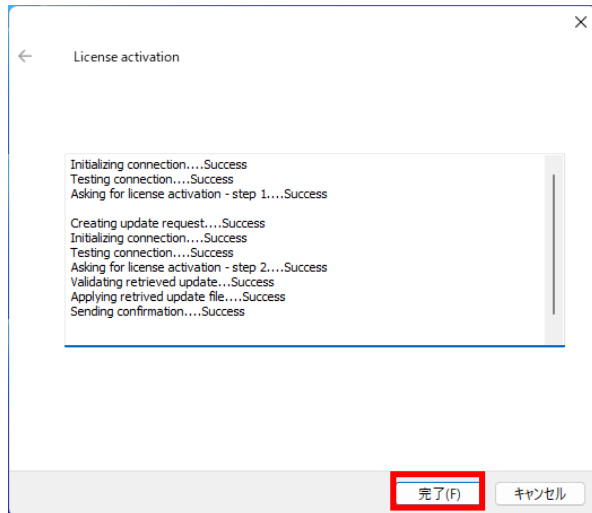 License activation
Initializing connection....Success
Testing connection....Success
Asking for license activation - step 1....Success
Creating update request....Success
Initializing connection....Success
Testing connection....Success
Asking for license activation - step 2....Success
Validating retrieved update...Success
Applying retrived update file....Success
Sending confirmation....Success
完了(F) キャンセル